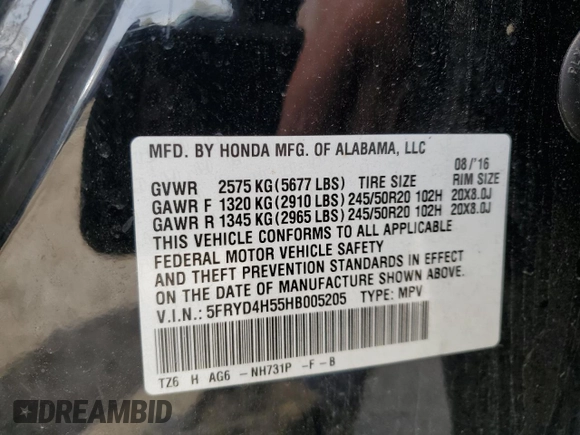 MFD. BY HONDA MFG. OF ALABAMA, LLC
08/'16
GVWR 2575 KG (5677 LBS) TIRE SIZE RIM SIZE
GAWR F 1320 KG (2910 LBS) 245/50R20 102H 20X8.0J
GAWR R 1345 KG (2965 LBS) 245/50R20 102H 20X8.0J
THIS VEHICLE CONFORMS TO ALL APPLICABLE
FEDERAL MOTOR VEHICLE SAFETY
AND THEFT PREVENTION STANDARDS IN EFFECT
ON THE DATE OF MANUFACTURE SHOWN ABOVE.
V.I.N.: 5FRYD4H55HB005205 TYPE: MPV
TZ6 H AG6 -NH731P -F-B
DREAMBID